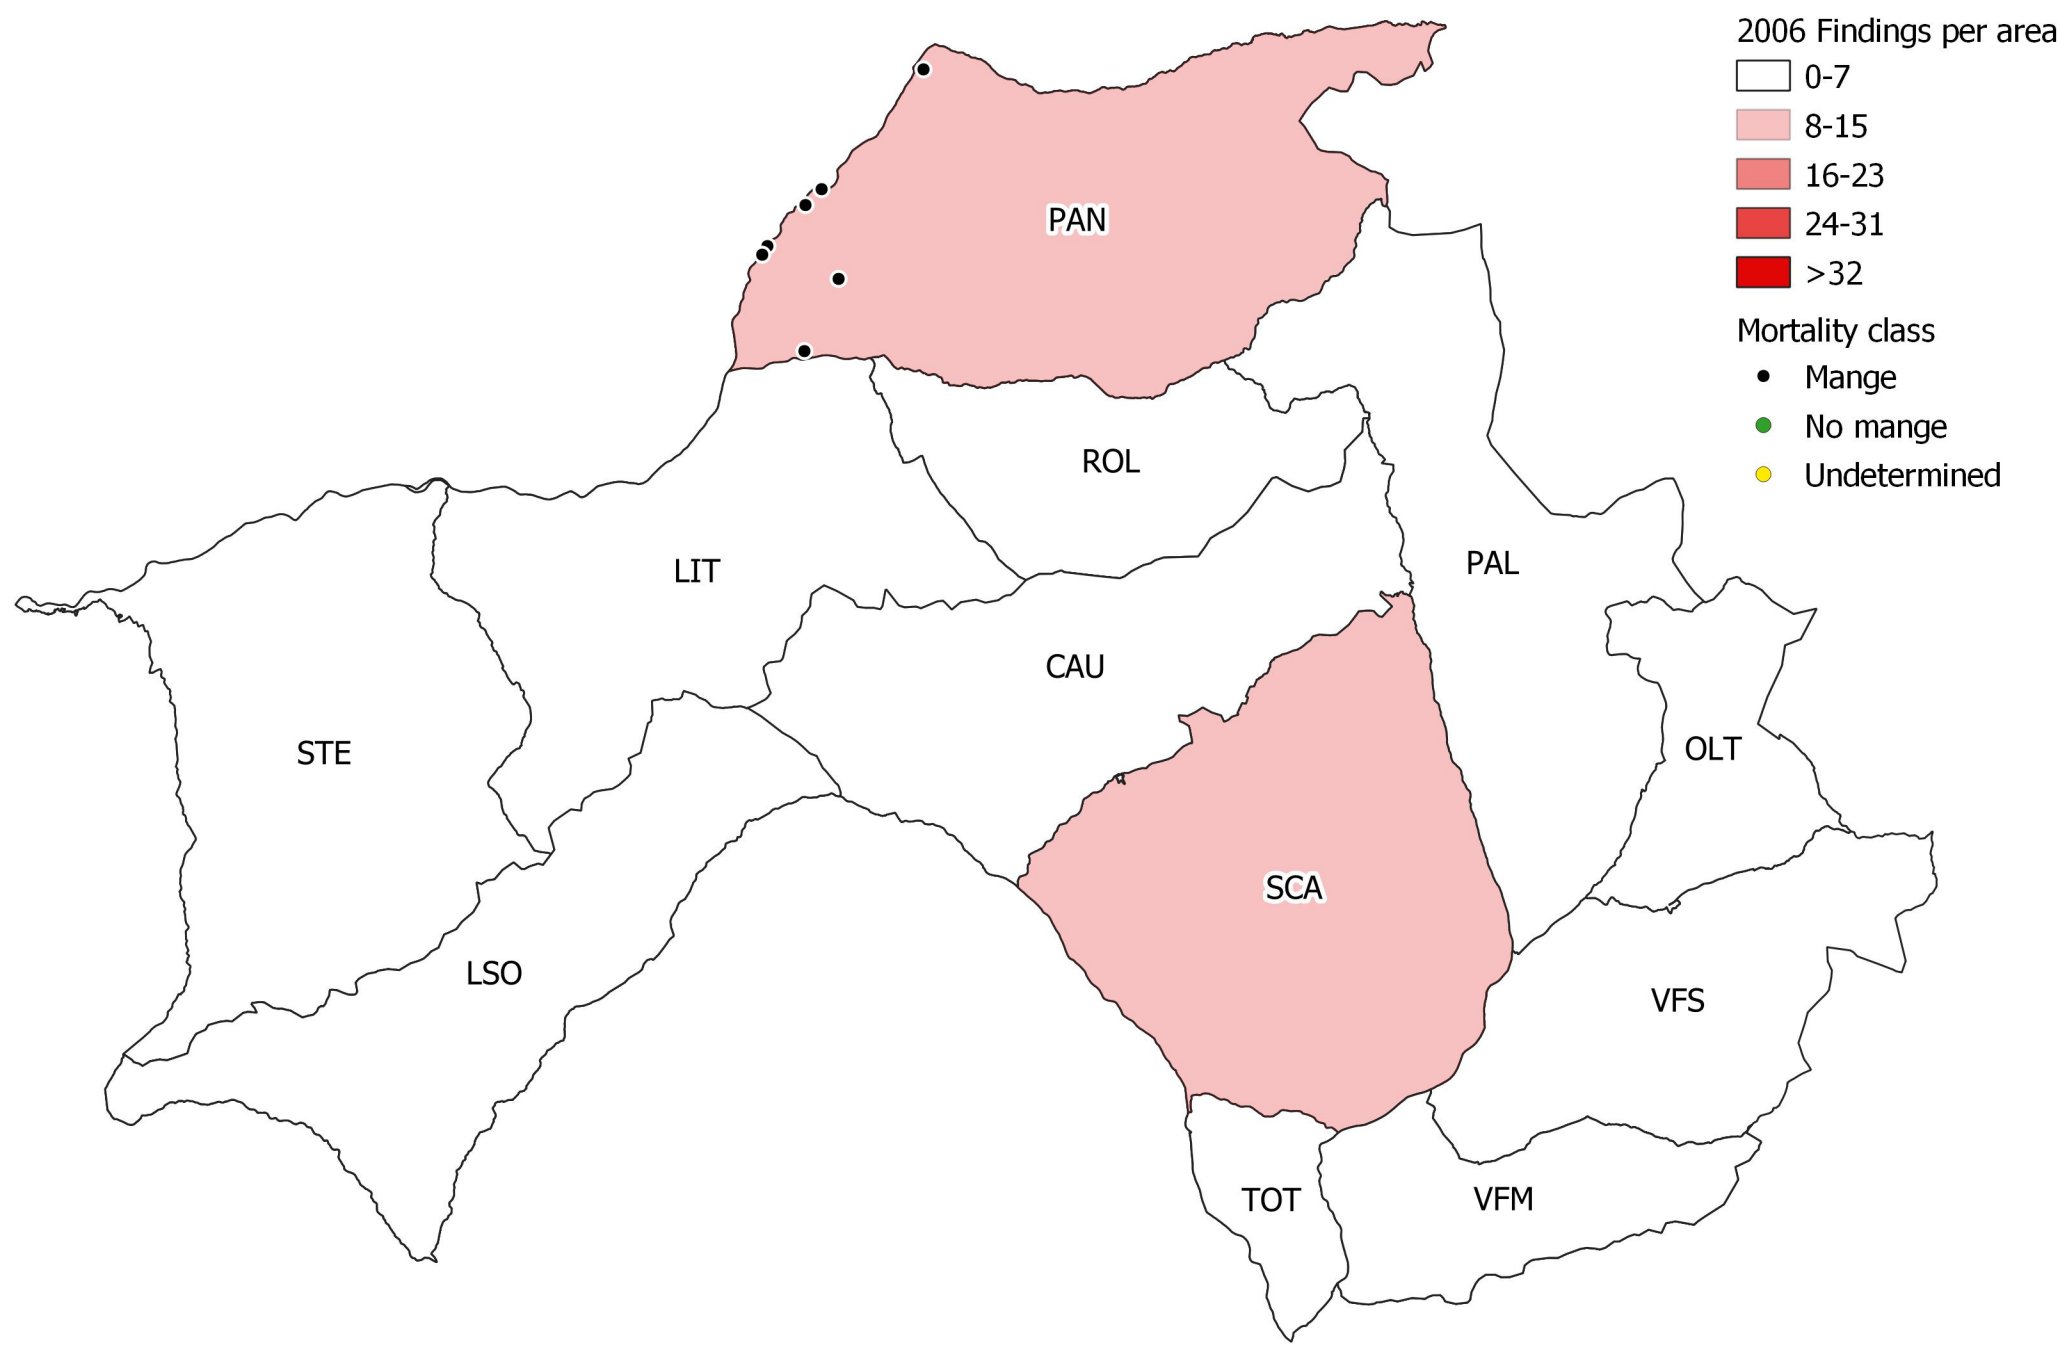 2006 Findings per area
0-7
8-15
16-23
24-31
>32
Mortality class
Mange
No mange
Undetermined
PAN
ROL
LIT
PAL
CAU
STE
OLT
SCA
LSO
VFS
TOT
VFM